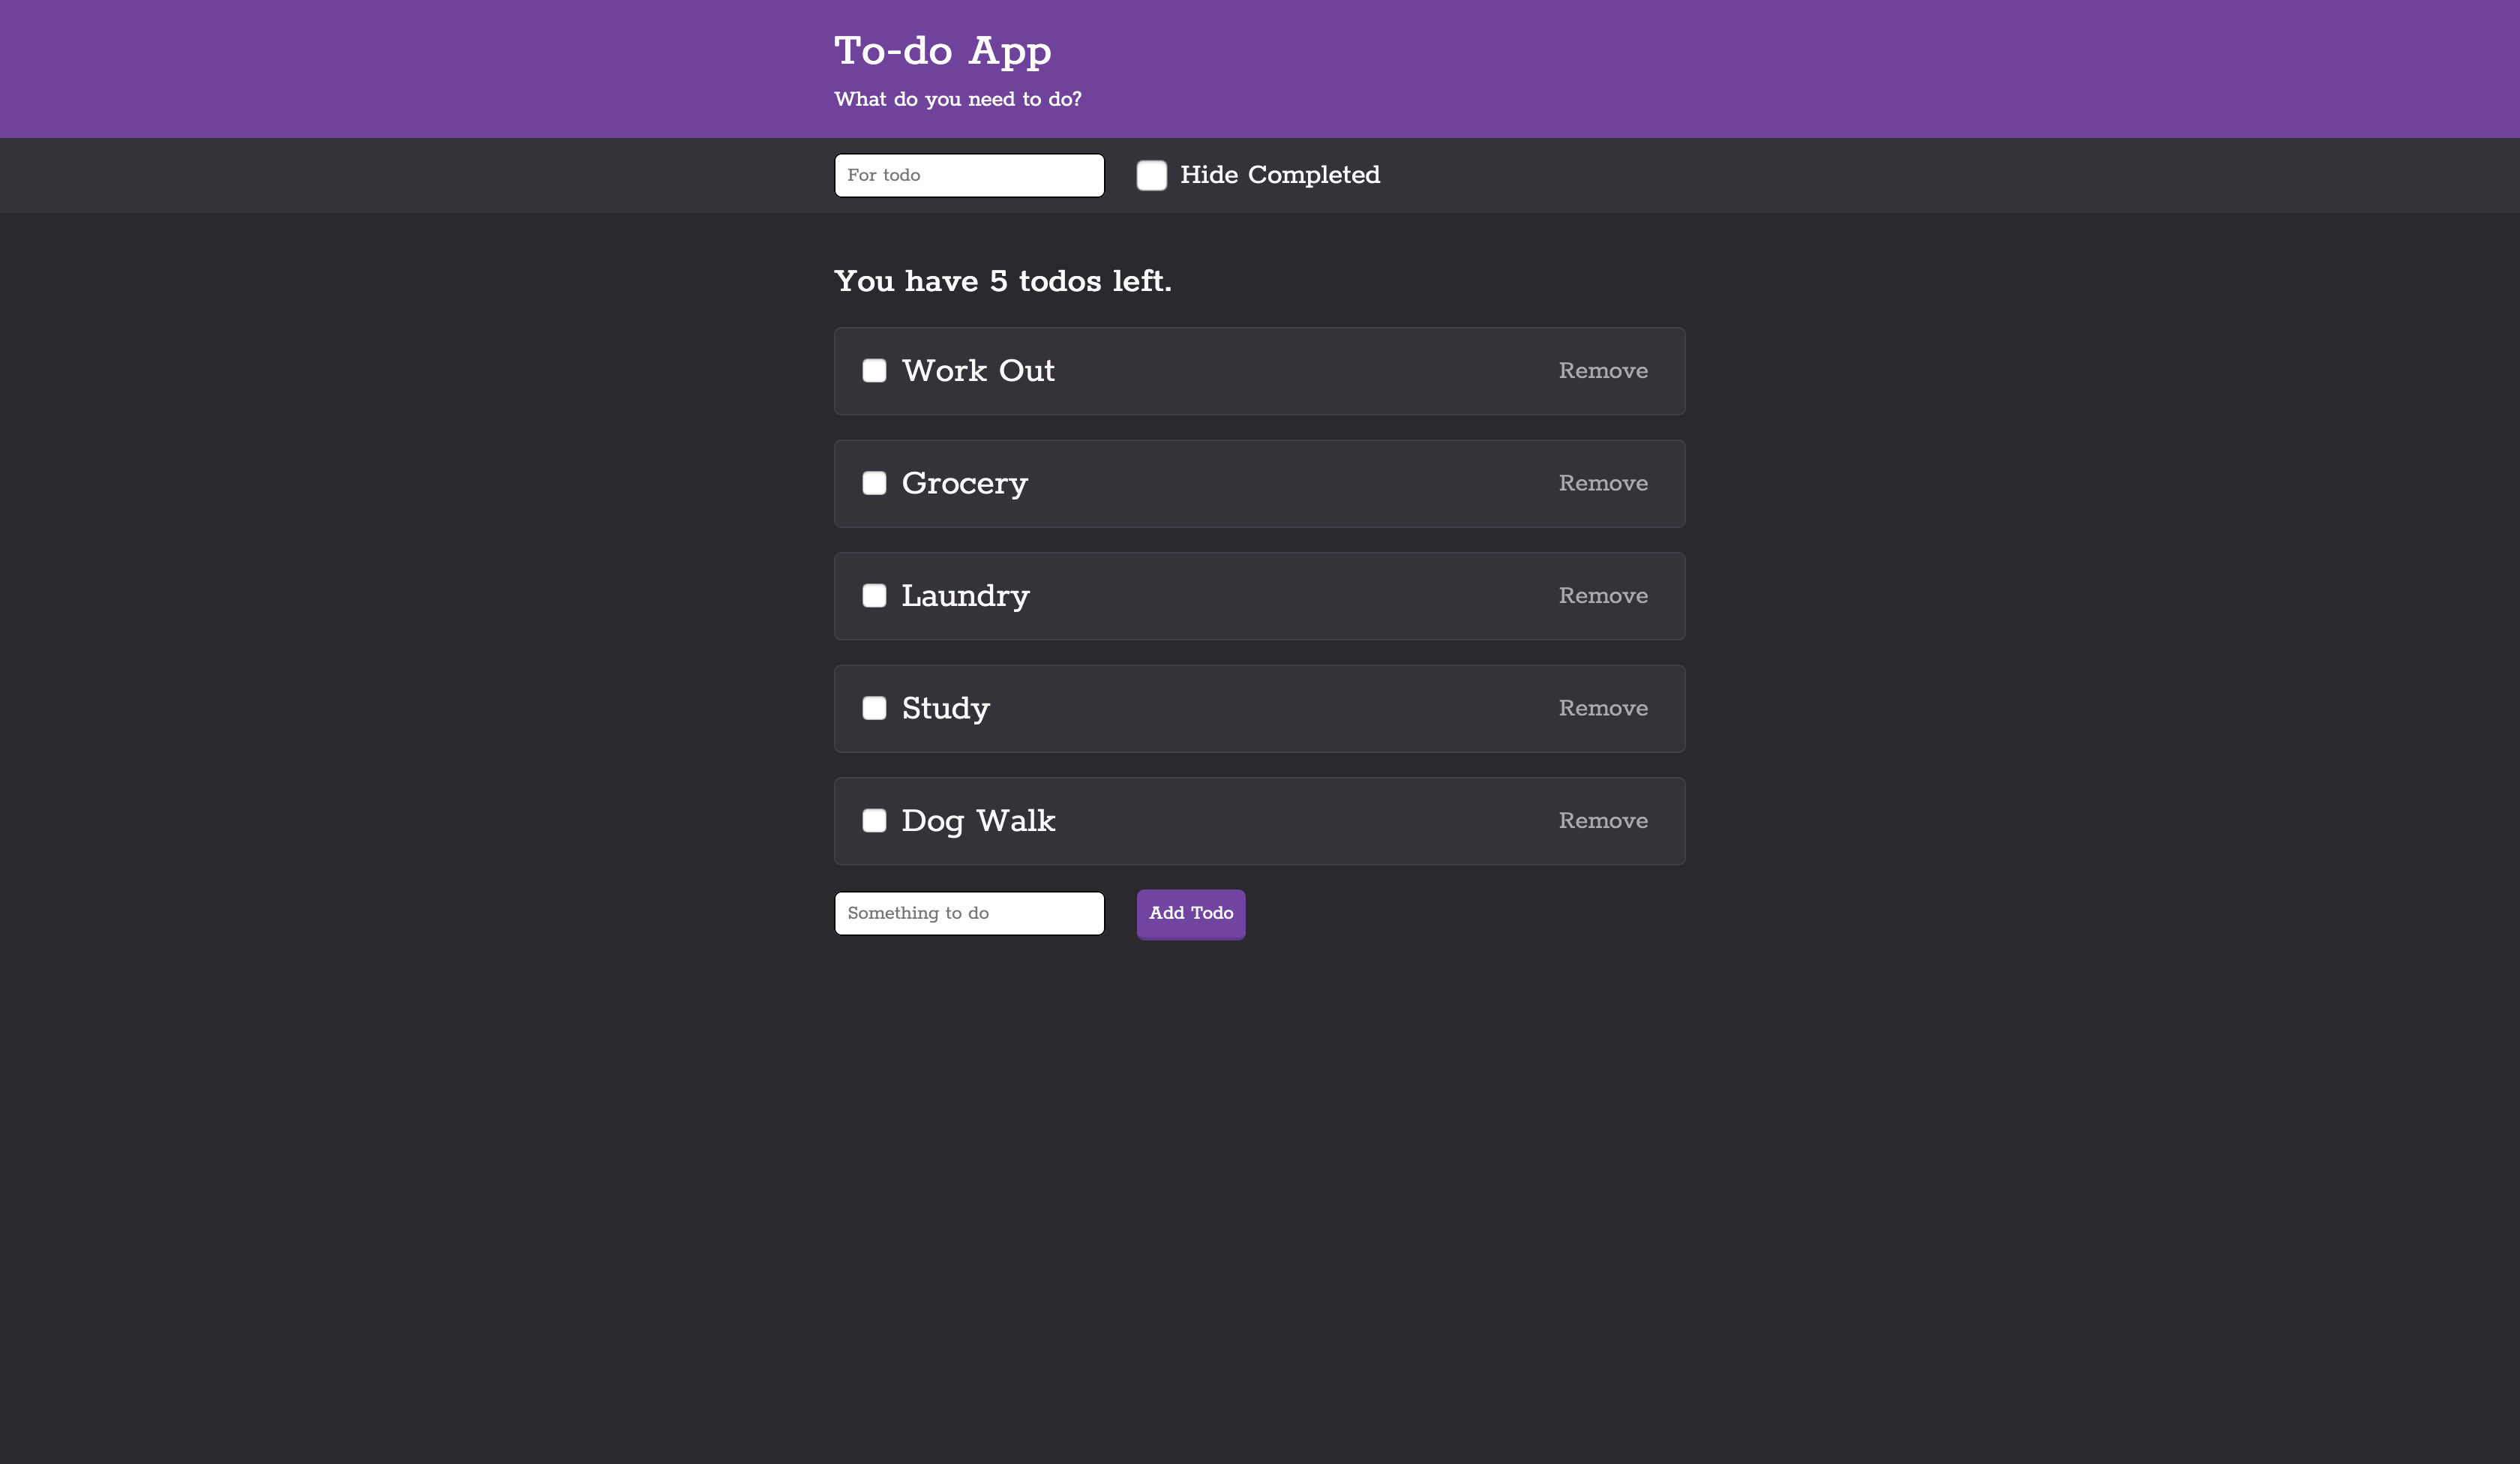 To-do App
What do you need to do?
For todo
Hide Completed
You have 5 todos left.
Work Out
Remove
Grocery
Remove
Laundry
Remove
Study
Remove
Dog Walk
Remove
Something to do
Add Todo